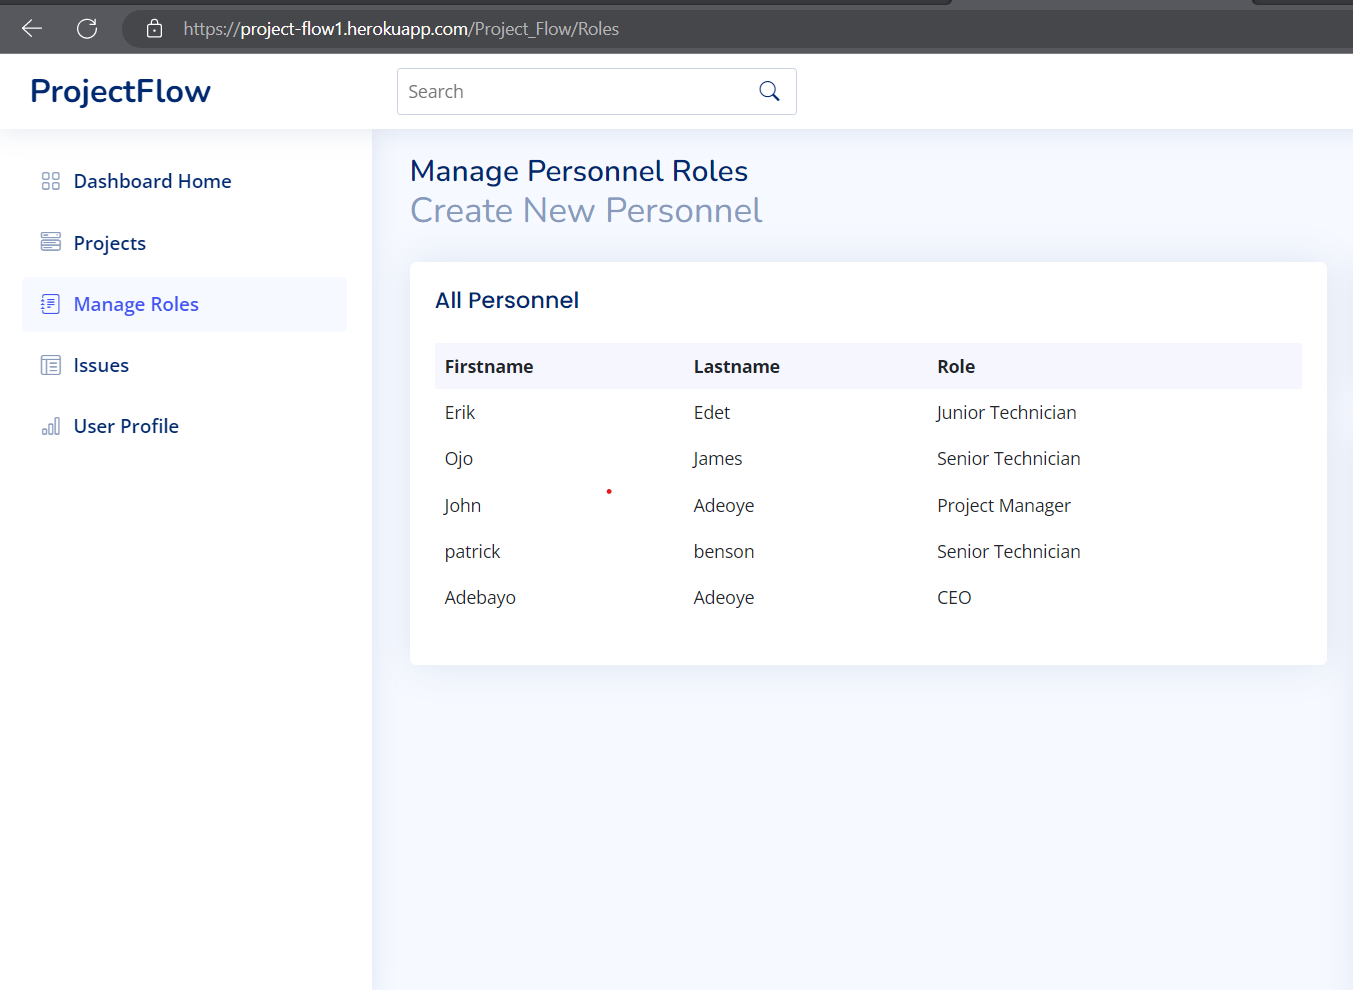 https://project-flow1.herokuapp.com/Project_Flow/Roles
ProjectFlow
Search
Dashboard Home
Projects
Manage Roles
Issues
User Profile
Manage Personnel Roles
Create New Personnel
All Personnel
Firstname Lastname Role
Erik Edet Junior Technician
Ojo James Senior Technician
John Adeoye Project Manager
patrick benson Senior Technician
Adebayo Adeoye CEO